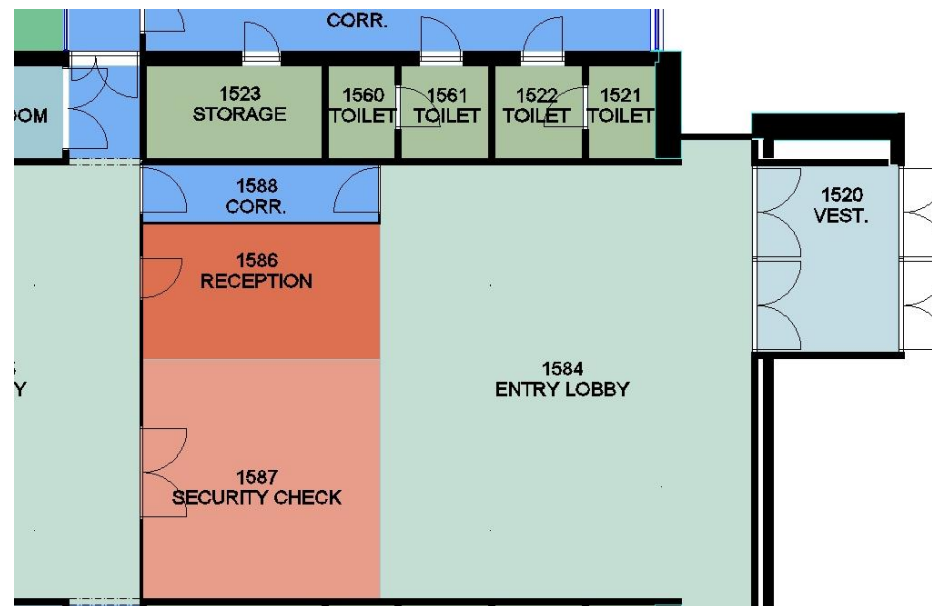 CORR.
1523
STORAGE
1560
TOILET
1561
TOILET
1522
TOILET
1521
TOILET
1588
CORR.
1520
VEST.
1586
RECEPTION
1584
ENTRY LOBBY
1587
SECURITY CHECK